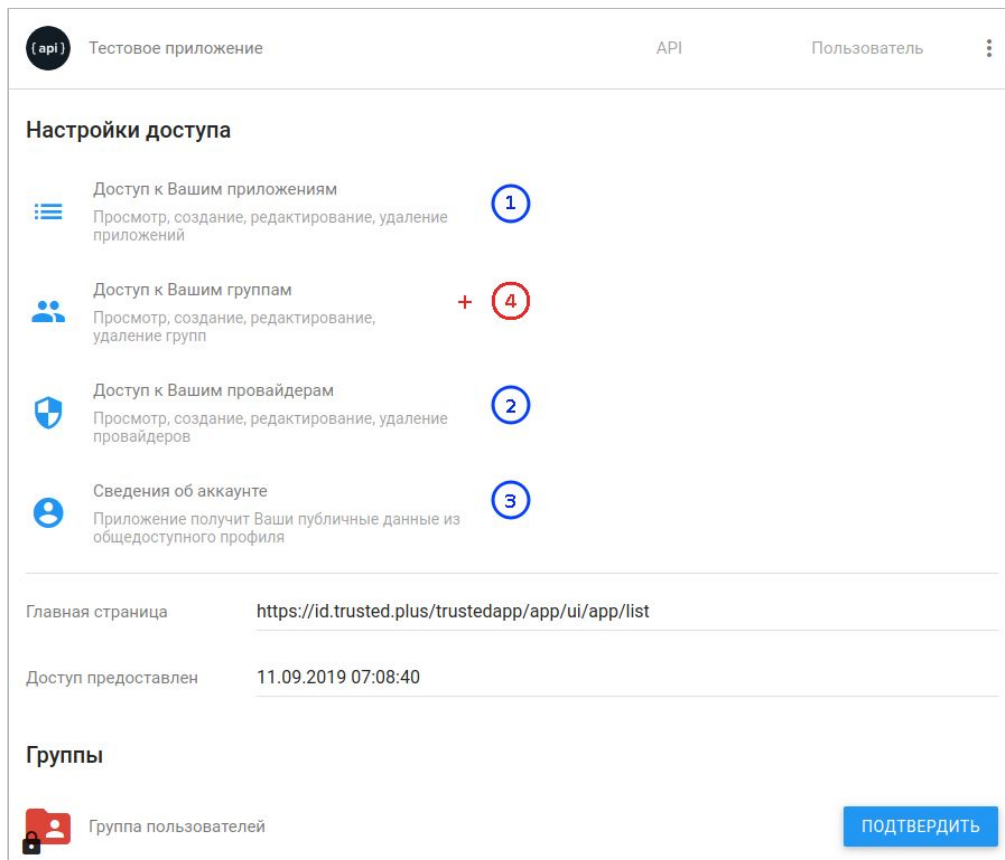 {api} Тестовое приложение API Пользователь
Настройки доступа
Доступ к Вашим приложениям
1
Просмотр, создание, редактирование, удаление
приложений
Доступ к Вашим группам
+ 4
Просмотр, создание, редактирование,
удаление групп
Доступ к Вашим провайдерам
2
Просмотр, создание, редактирование, удаление
провайдеров
Сведения об аккаунте
3
Приложение получит Ваши публичные данные из
общедоступного профиля
Главная страница https://id.trusted.plus/trustedapp/app/ui/app/list
Доступ предоставлен 11.09.2019 07:08:40
Группы
Группа пользователей ПОДТВЕРДИТЬ